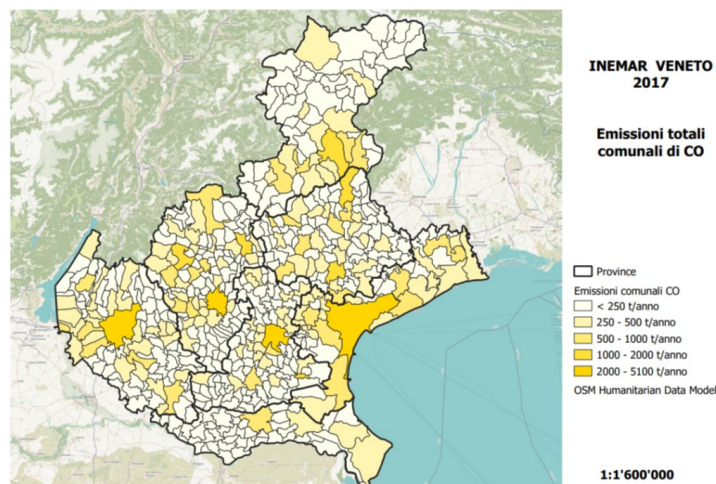 INEMAR VENETO
2017
Emissioni totali
comunali di CO
Province
Emissioni comunali CO
< 250 t/anno
250 - 500 t/anno
500 - 1000 t/anno
1000 - 2000 t/anno
2000 - 5100 t/anno
OSM Humanitarian Data Model
1:1'600'000